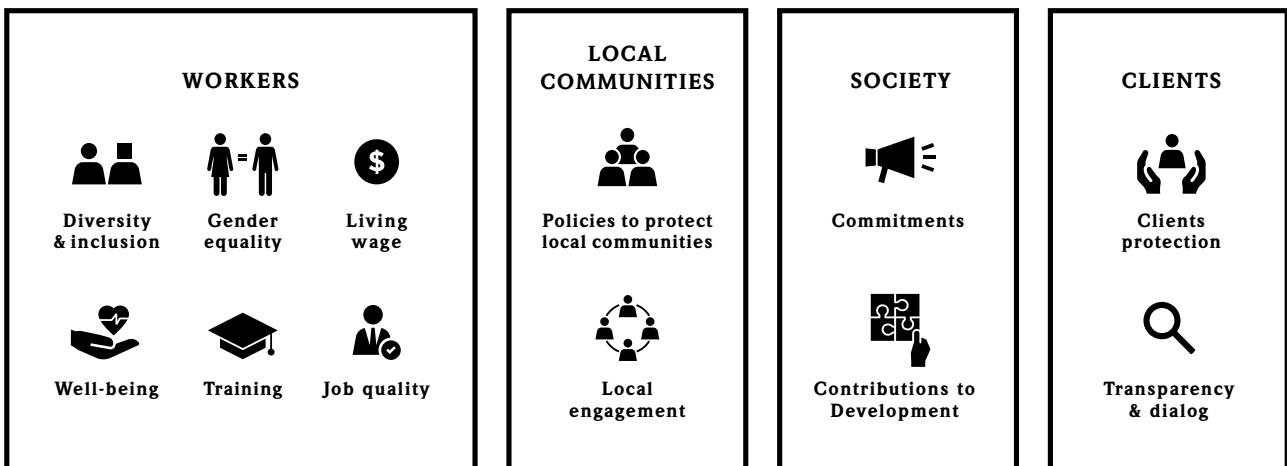 WORKERS
Diversity
& inclusion
Gender
equality
$
Living
wage
Well-being
Training
Job quality
LOCAL
COMMUNITIES
Policies to protect
local communities
Local
engagement
SOCIETY
Commitments
Contributions to
Development
CLIENTS
Clients
protection
Transparency
& dialog